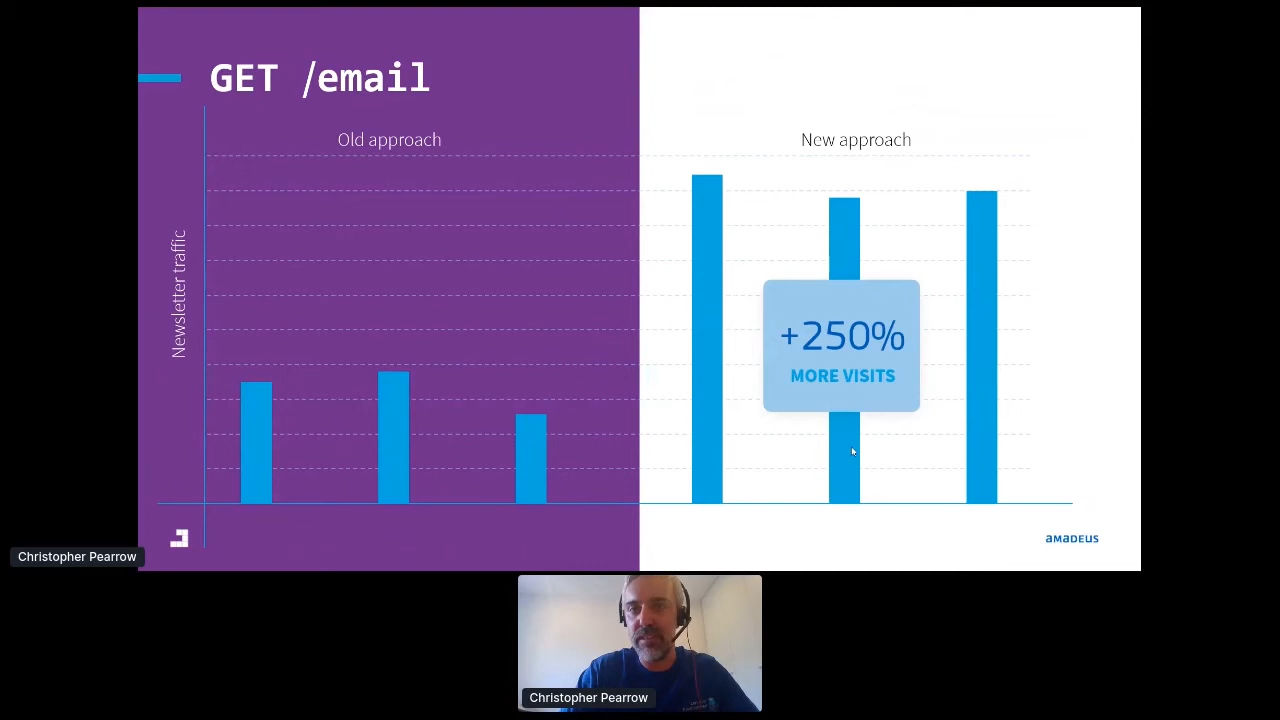 GET /email
Old approach
New approach
Newsletter traffic
+250%
MORE VISITS
amadeus
Christopher Pearrow
Christopher Pearrow